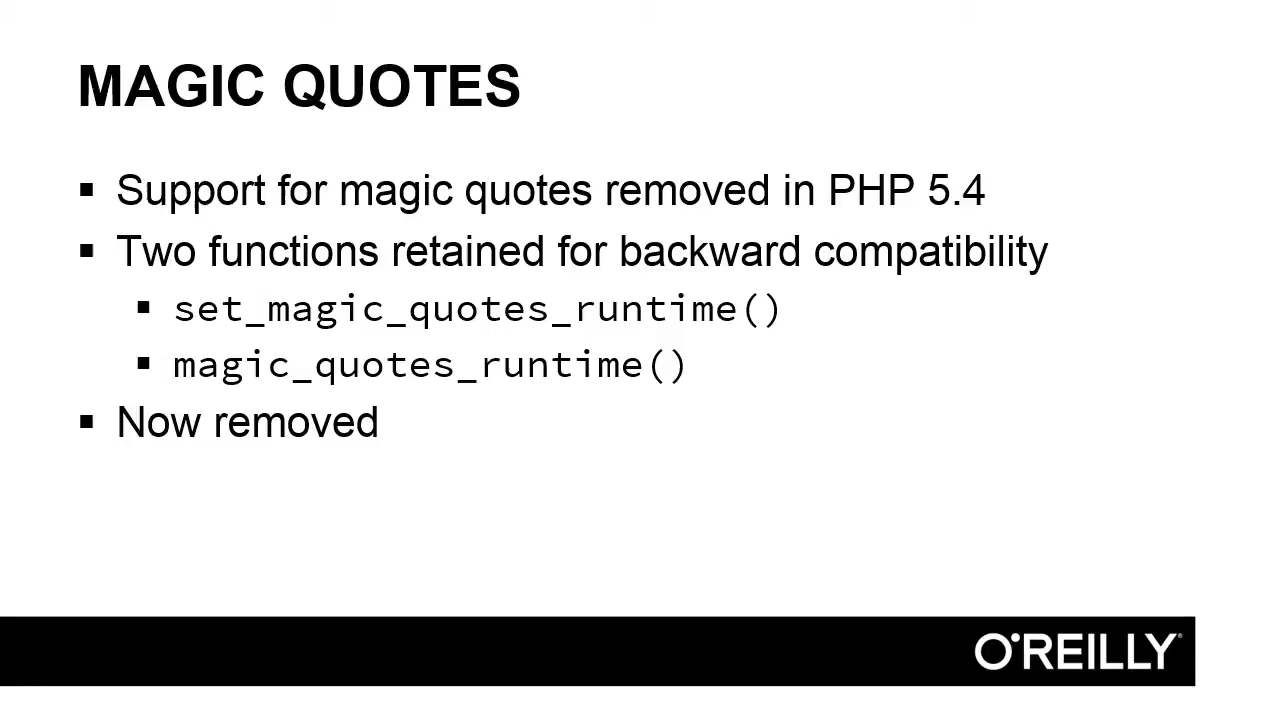 MAGIC QUOTES
▪ Support for magic quotes removed in PHP 5.4
▪ Two functions retained for backward compatibility
▪ set_magic_quotes_runtime()
▪ magic_quotes_runtime()
▪ Now removed
O'REILLY®